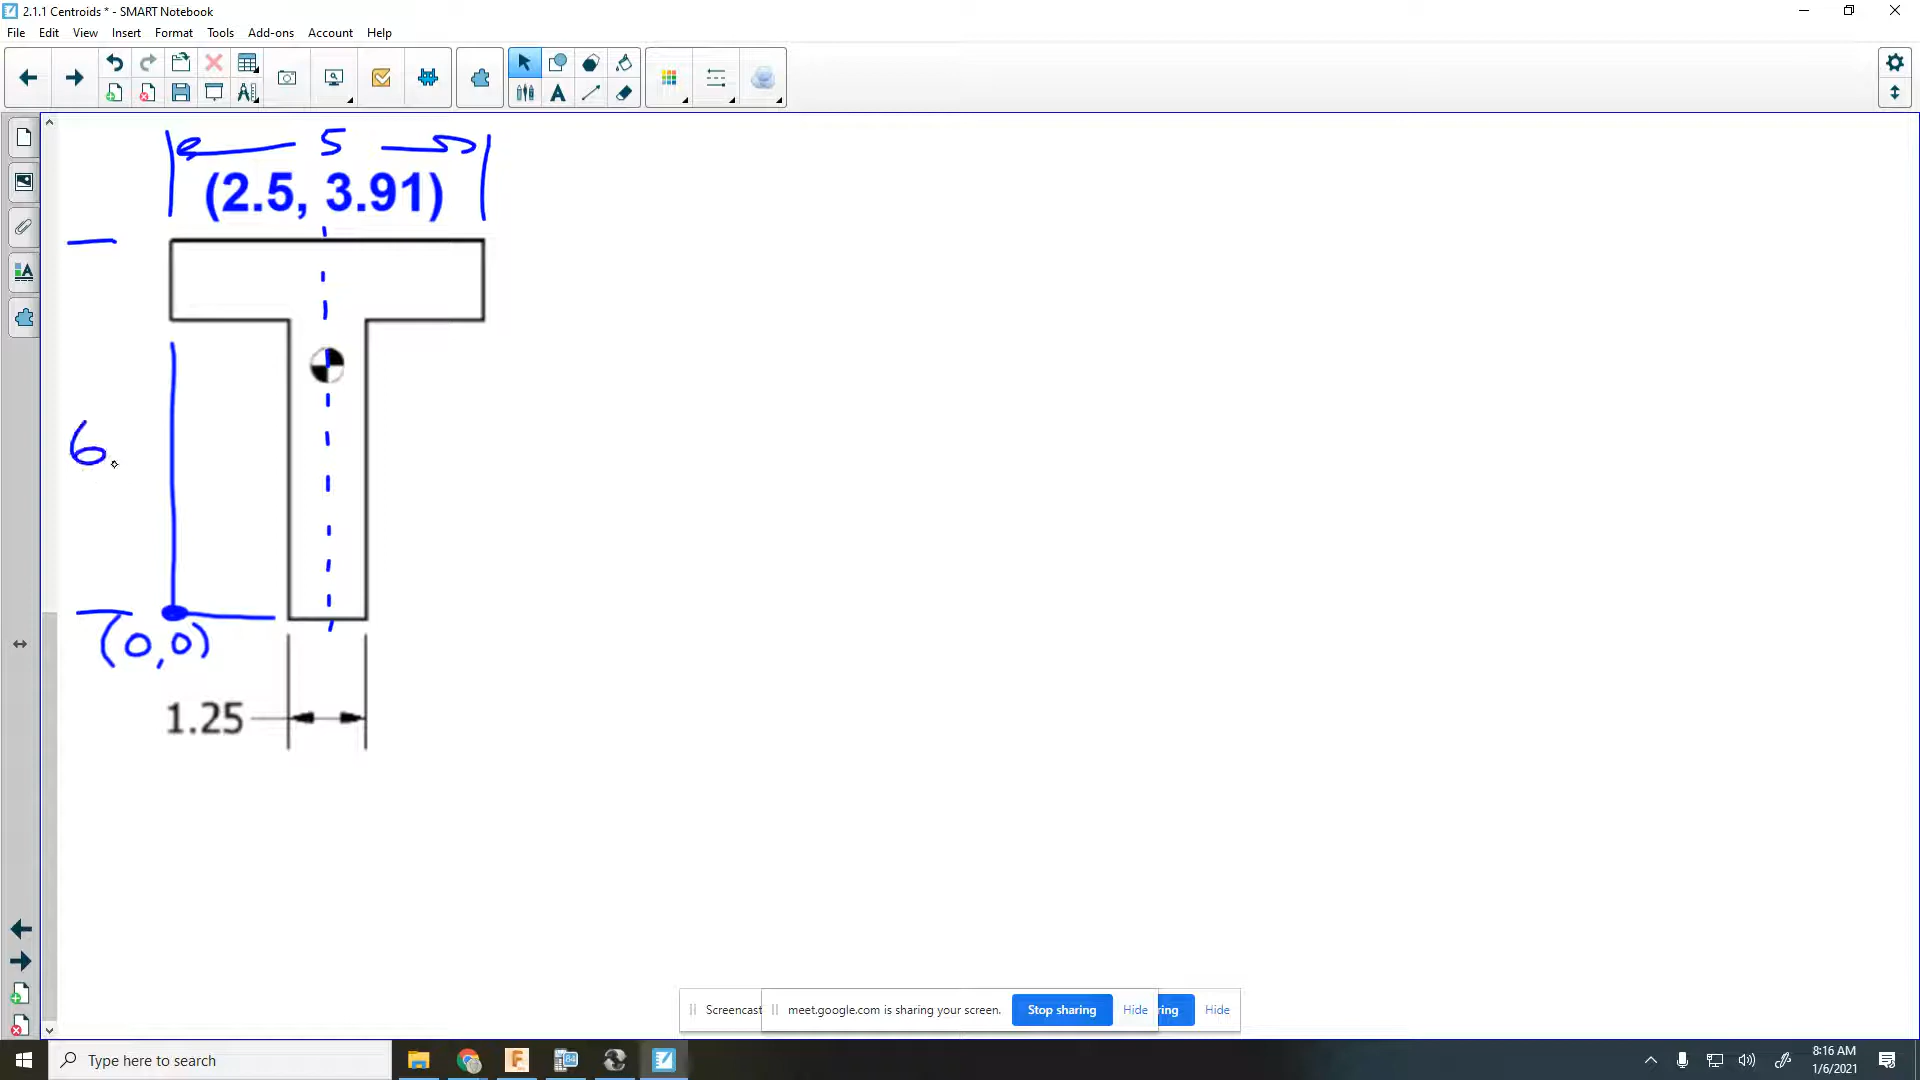 2.1.1 Centroids * - SMART Notebook
File Edit View Insert Format Tools Add-ons Account Help
5
(2.5, 3.91)
6.
(0,0)
1.25
Screencast
meet.google.com is sharing your screen. Stop sharing Hide ring Hide
Type here to search
84
8:16 AM
1/6/2021